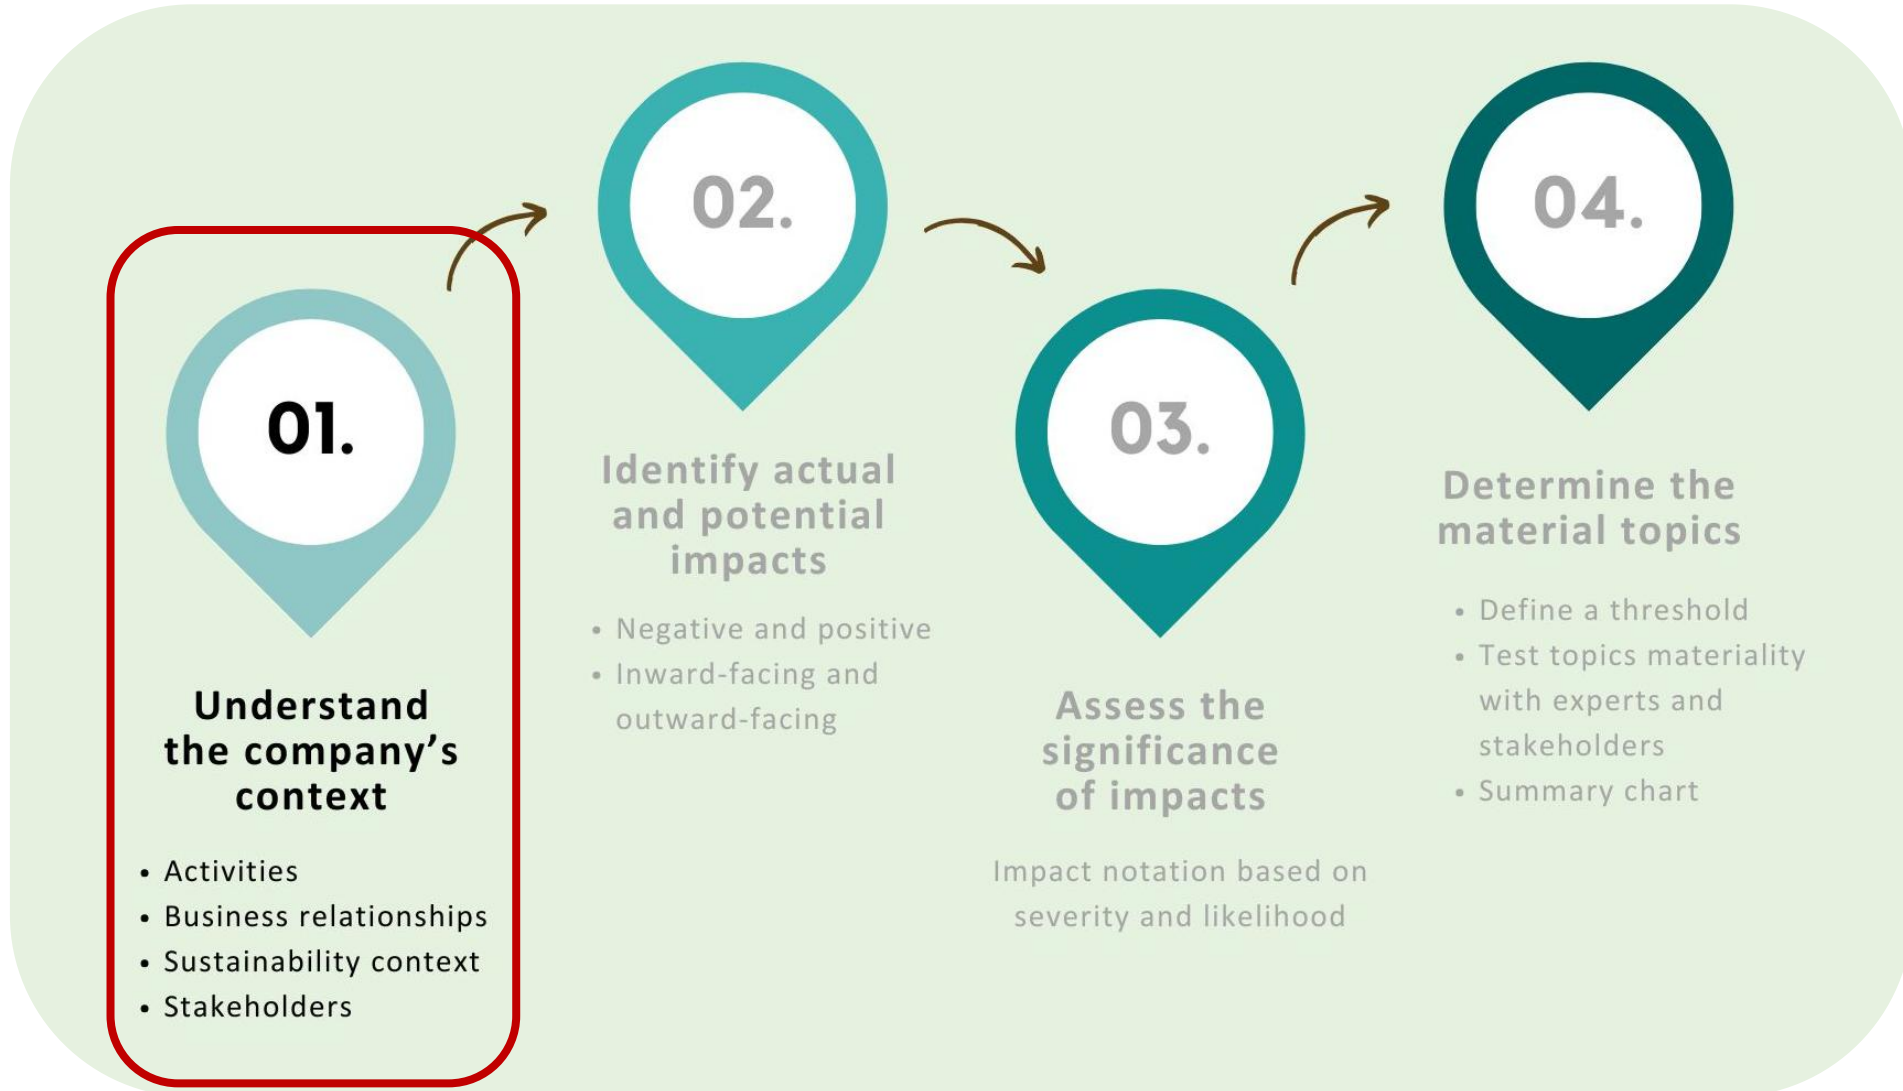 01.
Understand
the company’s
context
• Activities
• Business relationships
• Sustainability context
• Stakeholders
02.
Identify actual
and potential
impacts
• Negative and positive
• Inward-facing and
outward-facing
03.
Assess the
significance
of impacts
Impact notation based on
severity and likelihood
04.
Determine the
material topics
• Define a threshold
• Test topics materiality
with experts and
stakeholders
• Summary chart